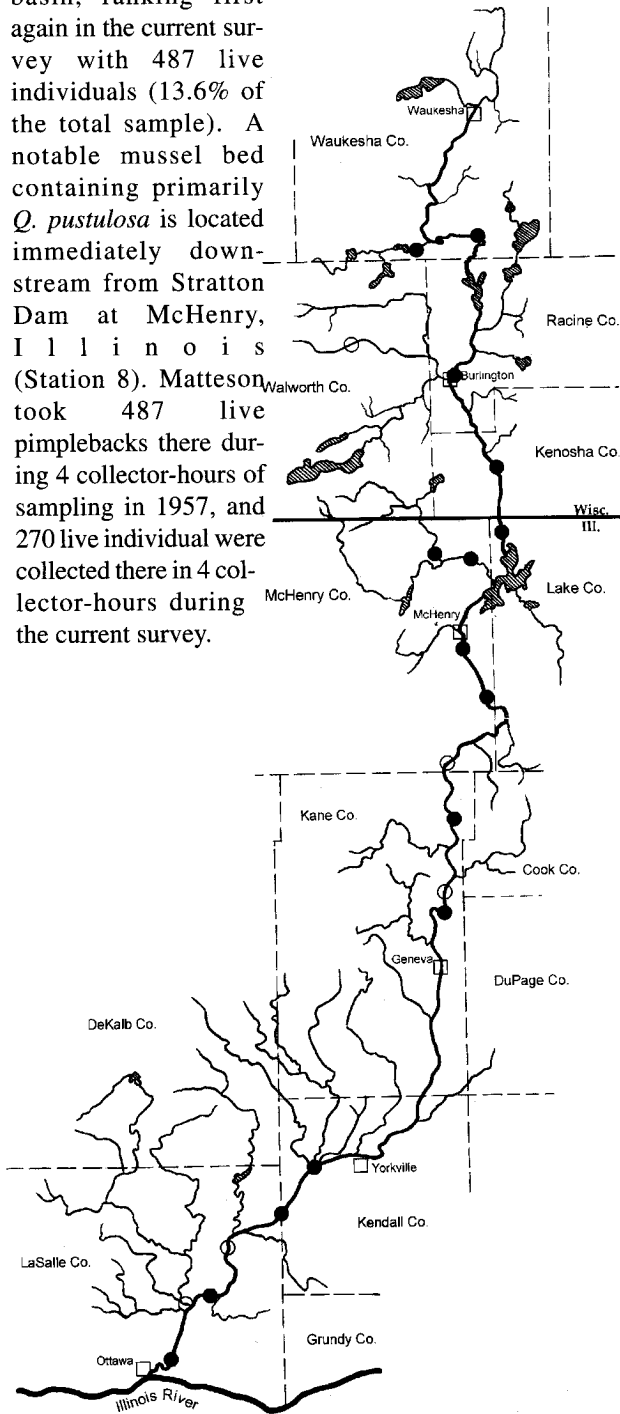 basin, ranking first
again in the current sur-
vey with 487 live
individuals (13.6% of
the total sample). A
notable mussel bed
containing primarily
Q. pustulosa is located
immediately down-
stream from Stratton
Dam at McHenry,
Illinois
(Station 8). Matteson
took 487 live
pimplebacks there dur-
ing 4 collector-hours of
sampling in 1957, and
270 live individual were
collected there in 4 col-
lector-hours during
the current survey.
Waukesha
Waukesha Co.
Racine Co.
Burlington
Walworth Co.
Kenosha Co.
Wisc.
Ill.
Lake Co.
McHenry Co.
McHenry
Kane Co.
Cook Co.
Geneva
DuPage Co.
DeKalb Co.
Yorkville
Kendall Co.
LaSalle Co.
Grundy Co.
Ottawa
Illinois River